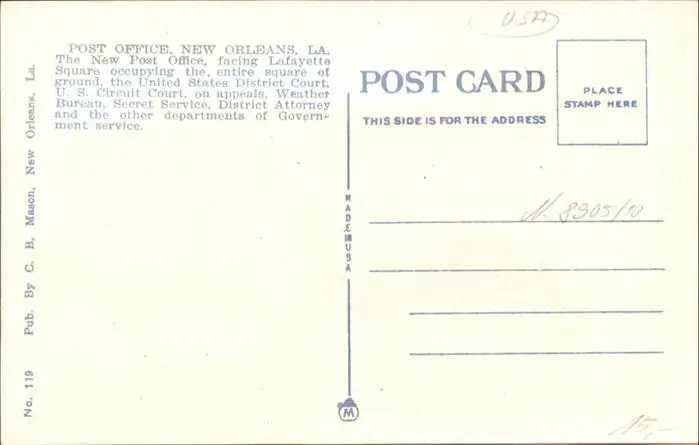 USA
POST OFFICE, NEW ORLEANS, LA.
The New Post Office, facing Lafayette
Square occupying the, entire square of
ground, the United States District Court,
U. S. Circuit Court, on appeals, Weather
Bureau, Secret Service, District Attorney
and the other departments of Govern-
ment service.
POST CARD
THIS SIDE IS FOR THE ADDRESS
PLACE
STAMP HERE
N. 8905/10
MADE IN USA
No. 119 Pub. By C. B. Mason, New Orleans, La.
M
15,-